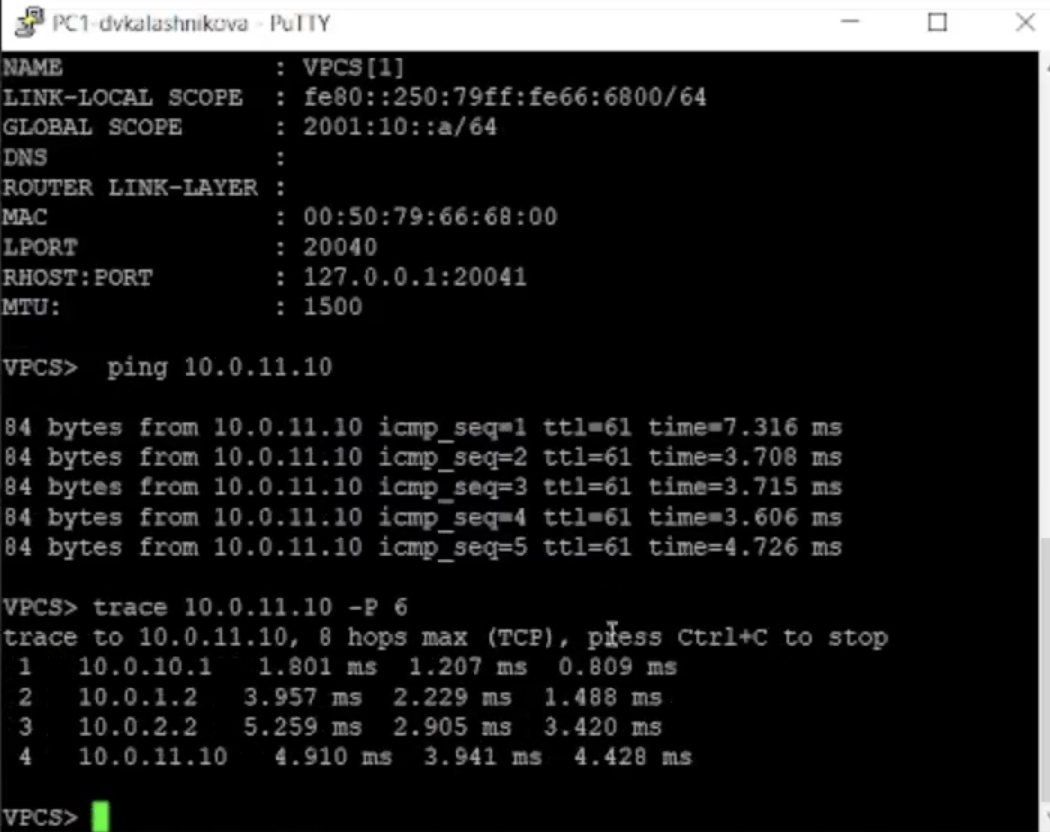 PC1-dvkalashnikova - PuTTY
NAME : VPCS[1]
LINK-LOCAL SCOPE : fe80::250:79ff:fe66:6800/64
GLOBAL SCOPE : 2001:10::a/64
DNS :
ROUTER LINK-LAYER :
MAC : 00:50:79:66:68:00
LPORT : 20040
RHOST:PORT : 127.0.0.1:20041
MTU: : 1500
VPCS> ping 10.0.11.10
84 bytes from 10.0.11.10 icmp_seq=1 ttl=61 time=7.316 ms
84 bytes from 10.0.11.10 icmp_seq=2 ttl=61 time=3.708 ms
84 bytes from 10.0.11.10 icmp_seq=3 ttl=61 time=3.715 ms
84 bytes from 10.0.11.10 icmp_seq=4 ttl=61 time=3.606 ms
84 bytes from 10.0.11.10 icmp_seq=5 ttl=61 time=4.726 ms
VPCS> trace 10.0.11.10 -P 6
trace to 10.0.11.10, 8 hops max (TCP), press Ctrl+C to stop
1 10.0.10.1 1.801 ms 1.207 ms 0.809 ms
2 10.0.1.2 3.957 ms 2.229 ms 1.488 ms
3 10.0.2.2 5.259 ms 2.905 ms 3.420 ms
4 10.0.11.10 4.910 ms 3.941 ms 4.428 ms
VPCS>